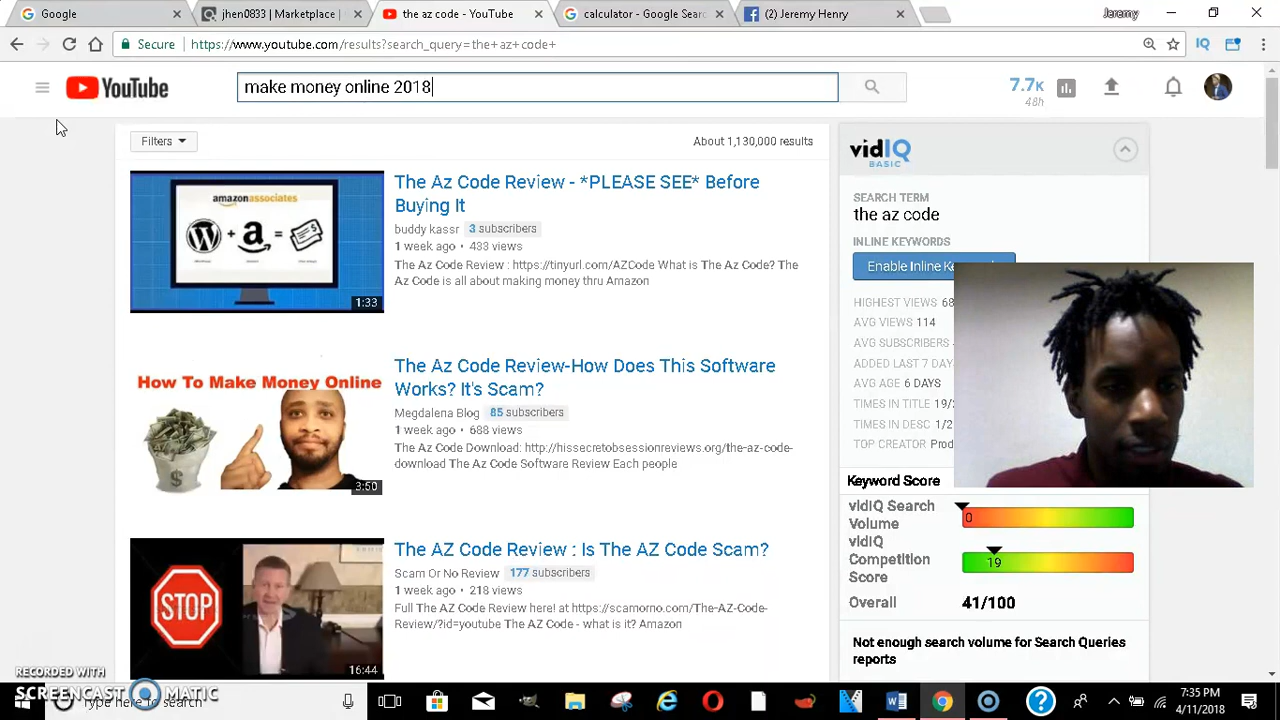 Google
jhen0833 | Marketplace |
the az code - YouTube
calculator - Google Sear
(2) Jeremy Henry
Jeremy
Secure https://www.youtube.com/results?search_query=the+az+code+
IQ
YouTube
make money online 2018
7.7K
48h
Filters
About 1,130,000 results
amazonassociates
W + a =
1:33
The Az Code Review - *PLEASE SEE* Before
Buying It
buddy kassr 3 subscribers
1 week ago • 433 views
The Az Code Review : https://tinyurl.com/AZCode What is The Az Code? The
Az Code is all about making money thru Amazon
How To Make Money Online
$
3:50
The Az Code Review-How Does This Software
Works? It's Scam?
Megdalena Blog 85 subscribers
1 week ago • 688 views
The Az Code Download: http://hissecretobsessionreviews.org/the-az-code-
download The Az Code Software Review Each people
STOP
16:44
The AZ Code Review : Is The AZ Code Scam?
Scam Or No Review 177 subscribers
1 week ago • 218 views
Full The AZ Code Review here! at https://scamorno.com/The-AZ-Code-
Review/?id=youtube The AZ Code - what is it? Amazon
vidIQ
BASIC
SEARCH TERM
the az code
INLINE KEYWORDS
Enable Inline Ke
HIGHEST VIEWS 68
AVG VIEWS 114
AVG SUBSCRIBERS
ADDED LAST 7 DAY
AVG AGE 6 DAYS
TIMES IN TITLE 19/2
TIMES IN DESC 12/
TOP CREATOR Prod
Keyword Score
vidIQ Search
Volume
0
vidIQ
Competition
Score
19
Overall 41/100
Not enough search volume for Search Queries
reports
RECORDED WITH
SCREENCAST MATIC
Type here to search
7:35 PM
4/11/2018